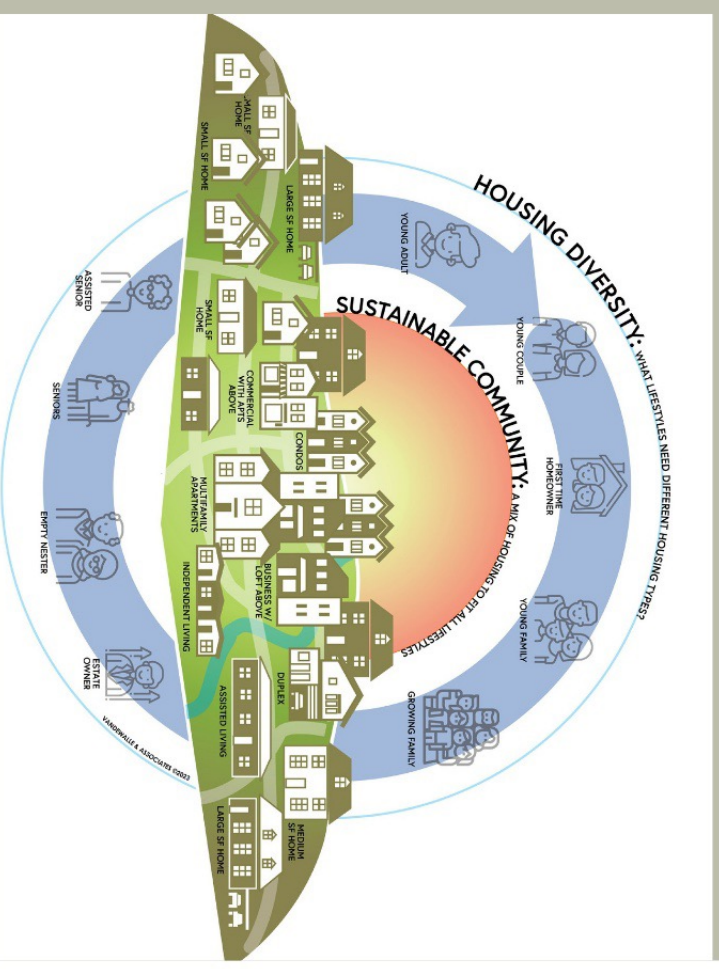 HOUSING DIVERSITY: WHAT LIFESTYLES NEED DIFFERENT HOUSING TYPES?
YOUNG ADULT
YOUNG COUPLE
FIRST TIME
HOMEOWNER
YOUNG FAMILY
GROWING FAMILY
SUSTAINABLE COMMUNITY: A MIX OF HOUSING TO FIT ALL LIFESTYLES
LARGE SF HOME
SMALL SF
HOME
SMALL SF HOME
SMALL SF
HOME
COMMERCIAL
WITH APTS
ABOVE
CONDOS
MULTIFAMILY
APARTMENTS
BUSINESS W/
LOFT ABOVE
INDEPENDENT LIVING
DUPLEX
ASSISTED LIVING
MEDIUM
SF HOME
LARGE SF HOME
ASSISTED
SENIOR
SENIORS
EMPTY NESTER
ESTATE
OWNER
VANDEWALLE & ASSOCIATES ©2023